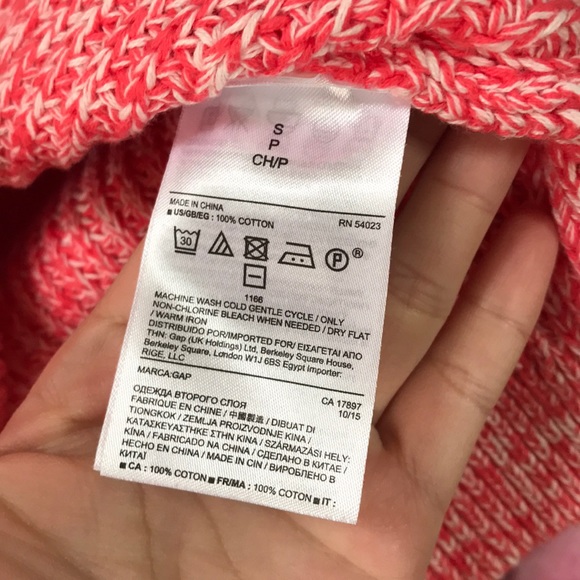 S
P
CH/P
MADE IN CHINA
■ US/GB/EG : 100% COTTON RN 54023
30 P ®
1166
MACHINE WASH COLD GENTLE CYCLE / ONLY
NON-CHLORINE BLEACH WHEN NEEDED / DRY FLAT
/ WARM IRON
DISTRIBUIDO POR/IMPORTED FOR/ ΕΙΣΑΓΕΤΑΙ ΑΠΟ
ΤΗΝ: Gap (UK Holdings) Ltd, Berkeley Square House,
Berkeley Square, London W1J 6BS Egypt importer:
RIGE, LLC
MARCA:GAP CA 17897
10/15
ОДЕЖДА ВТОРОГО СЛОЯ
FABRIQUE EN CHINE / 中國製造 / DIBUAT DI
TIONGKOK / ZEMLJA PROIZVODNJE KINA /
ΚΑΤΑΣΚΕΥΑΣΤΗΚΕ ΣΤΗΝ ΚΙΝΑ / SZÁRMAZÁSI HELY:
KÍNA / FABRICADO NA CHINA / СДЕЛАНО В КИТАЕ /
HECHO EN CHINA / MADE IN CIN / ВИРОБЛЕНО В
КИТАЇ
■ CA : 100% COTON ■ FR/MA : 100% COTON ■ IT :